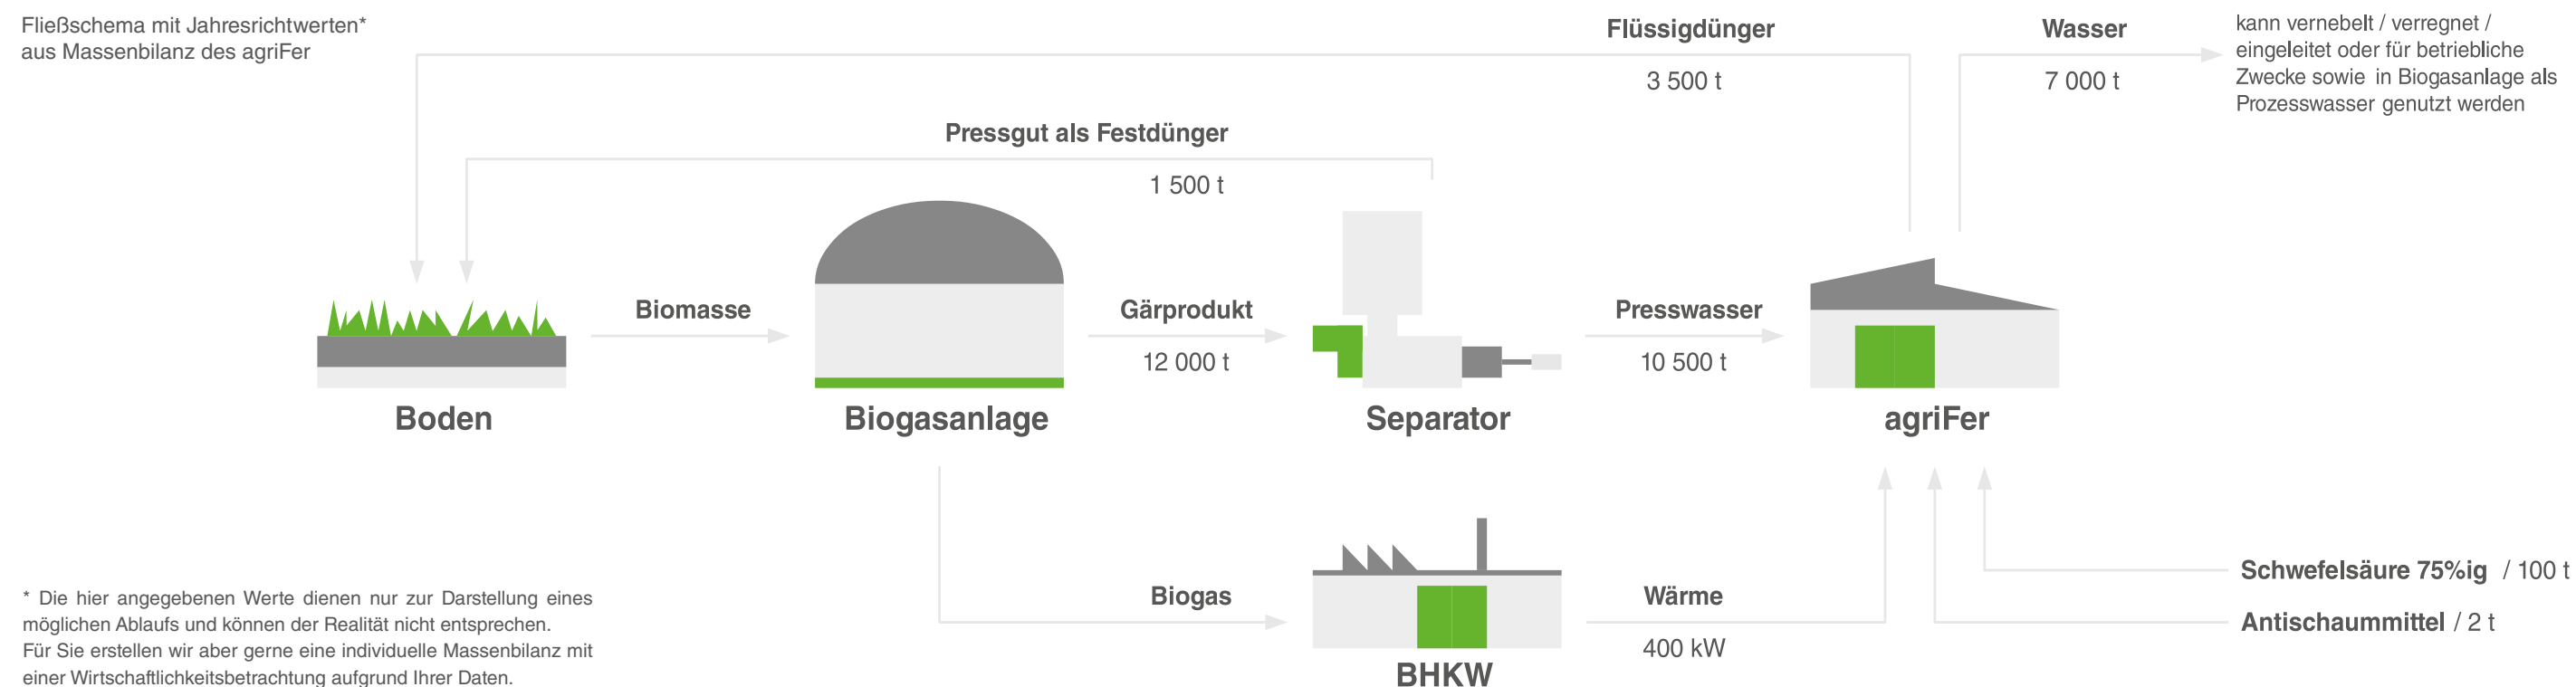 Fließschema mit Jahresrichtwerten*
aus Massenbilanz des agriFer
Flüssigdünger
3 500 t
Wasser
7 000 t
kann vernebelt / verregnet /
eingeleitet oder für betriebliche
Zwecke sowie in Biogasanlage als
Prozesswasser genutzt werden
Pressgut als Festdünger
1 500 t
Biomasse
Gärprodukt
12 000 t
Presswasser
10 500 t
Boden
Biogasanlage
Separator
agriFer
Biogas
Wärme
400 kW
BHKW
Schwefelsäure 75%ig / 100 t
Antischaummittel / 2 t
* Die hier angegebenen Werte dienen nur zur Darstellung eines
möglichen Ablaufs und können der Realität nicht entsprechen.
Für Sie erstellen wir aber gerne eine individuelle Massenbilanz mit
einer Wirtschaftlichkeitsbetrachtung aufgrund Ihrer Daten.